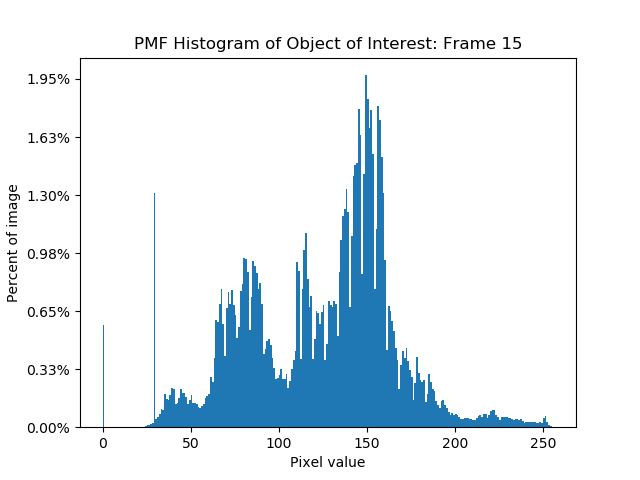 PMF Histogram of Object of Interest: Frame 15
1.95%
1.63%
1.30%
0.98%
0.65%
0.33%
0.00%
Percent of image
0 50 100 150 200 250
Pixel value